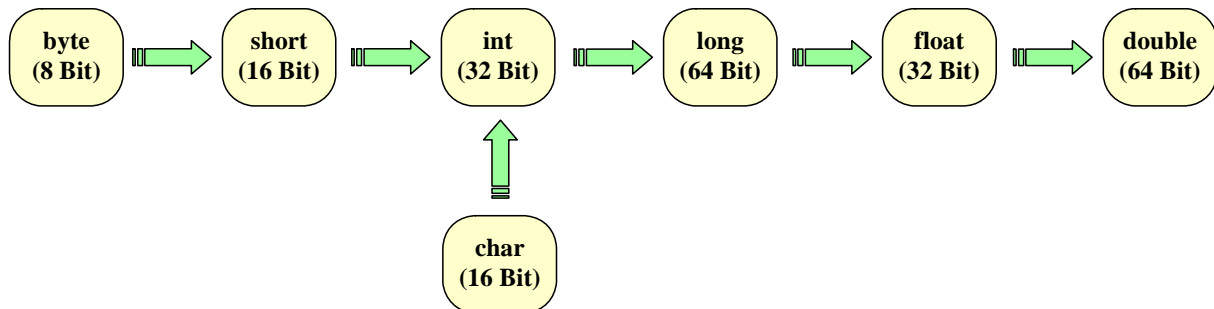 byte
(8 Bit)
short
(16 Bit)
int
(32 Bit)
long
(64 Bit)
float
(32 Bit)
double
(64 Bit)
char
(16 Bit)